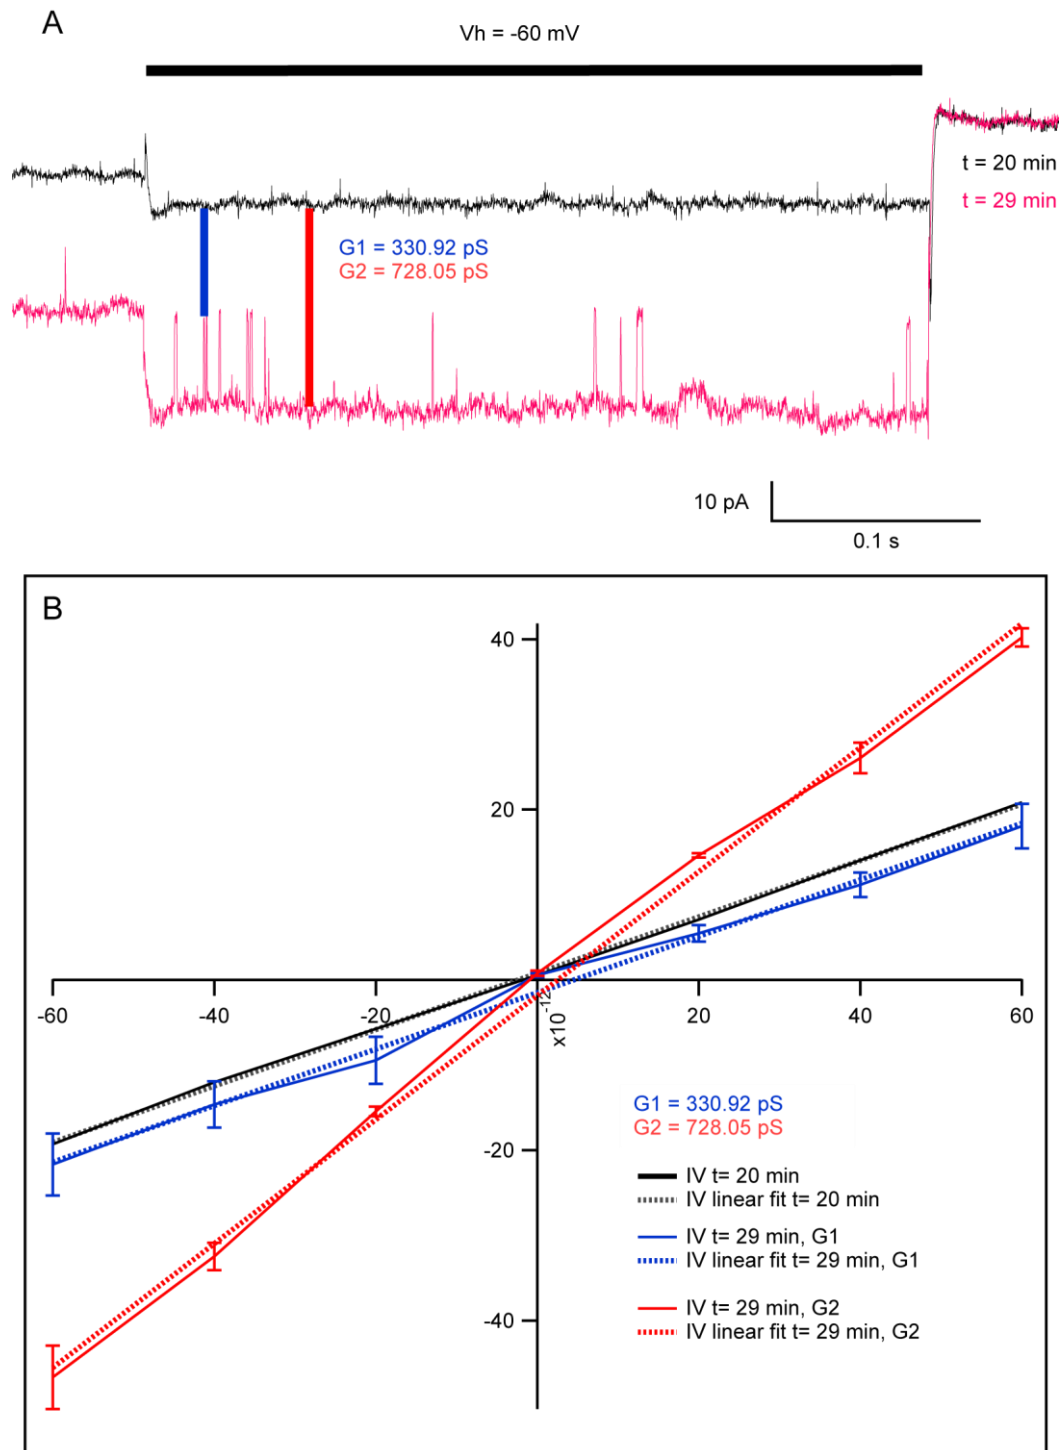 A
Vh = -60 mV
t = 20 min
t = 29 min
G1 = 330.92 pS
G2 = 728.05 pS
10 pA
0.1 s
B
40
20
-60
-40
-20
x10-12
20
40
60
G1 = 330.92 pS
G2 = 728.05 pS
-20
IV t= 20 min
IV linear fit t= 20 min
IV t= 29 min, G1
IV linear fit t= 29 min, G1
IV t= 29 min, G2
IV linear fit t= 29 min, G2
-40